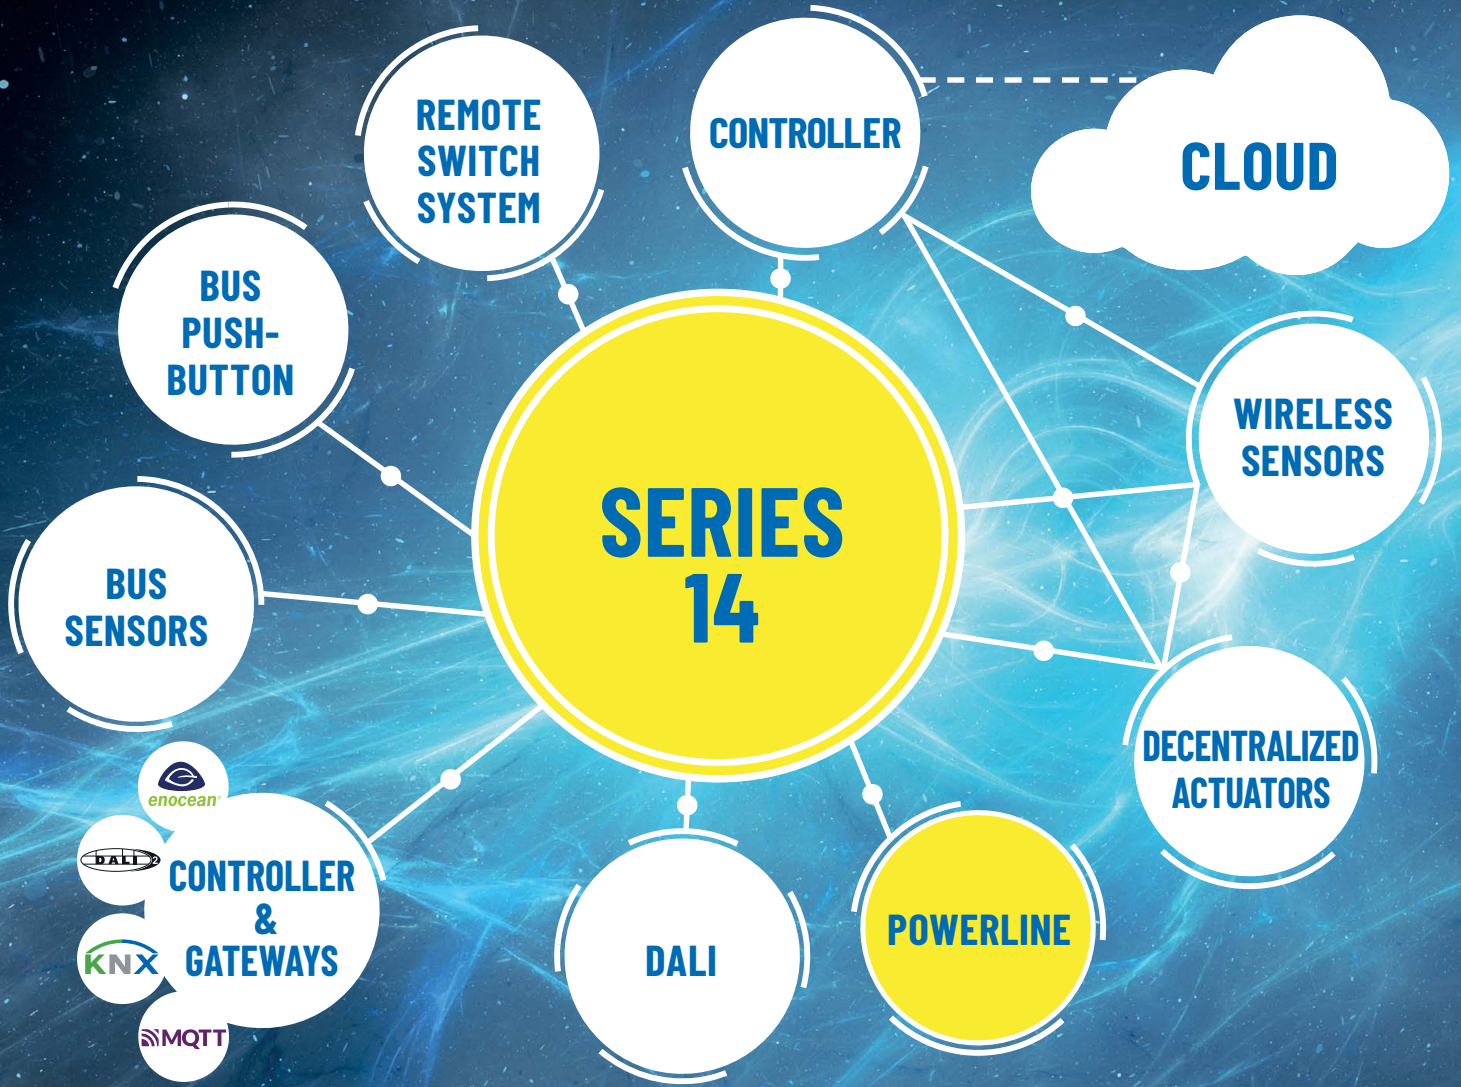 REMOTE
SWITCH
SYSTEM
CONTROLLER
CLOUD
BUS
PUSH-
BUTTON
WIRELESS
SENSORS
SERIES
14
BUS
SENSORS
DECENTRALIZED
ACTUATORS
enocean®
DALI 2
CONTROLLER
&
GATEWAYS
KNX
MQTT
DALI
POWERLINE